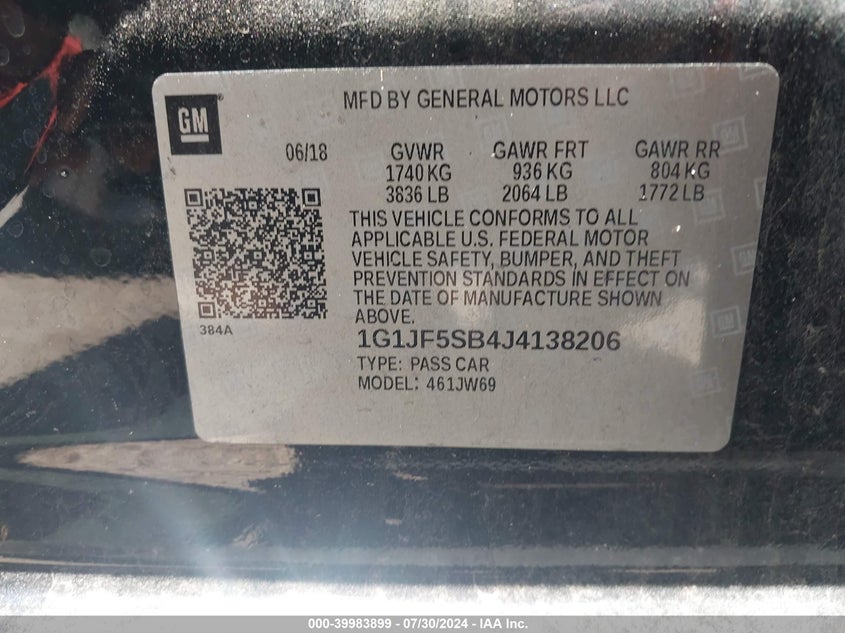 GM
MFD BY GENERAL MOTORS LLC
06/18 GVWR GAWR FRT GAWR RR
1740 KG 936 KG 804 KG
3836 LB 2064 LB 1772 LB
THIS VEHICLE CONFORMS TO ALL
APPLICABLE U.S. FEDERAL MOTOR
VEHICLE SAFETY, BUMPER, AND THEFT
PREVENTION STANDARDS IN EFFECT ON
THE DATE OF MANUFACTURE SHOWN
ABOVE.
384A
1G1JF5SB4J4138206
TYPE: PASS CAR
MODEL: 461JW69
000-39983899 / 07/30/2024 - IAA Inc.